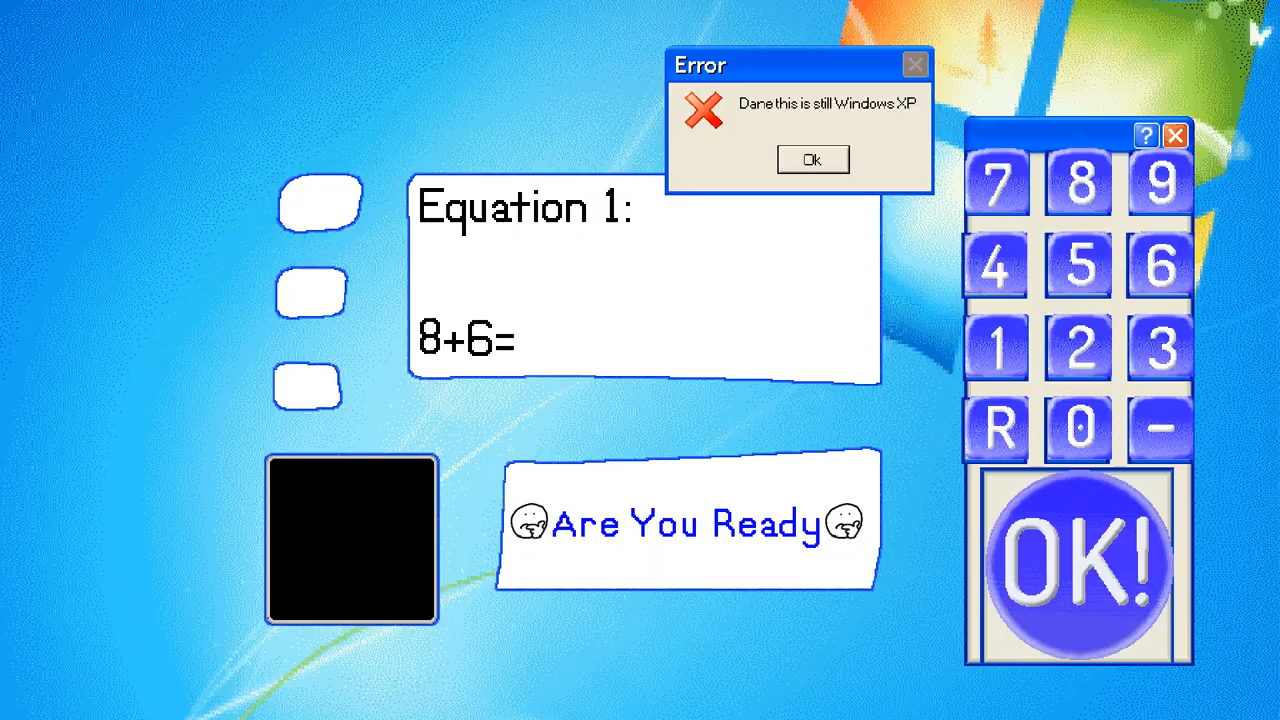 Error
Dane this is still Windows XP
Ok
Equation 1:
8+6=
Are You Ready
?
7 8 9
4 5 6
1 2 3
R 0 -
OK!